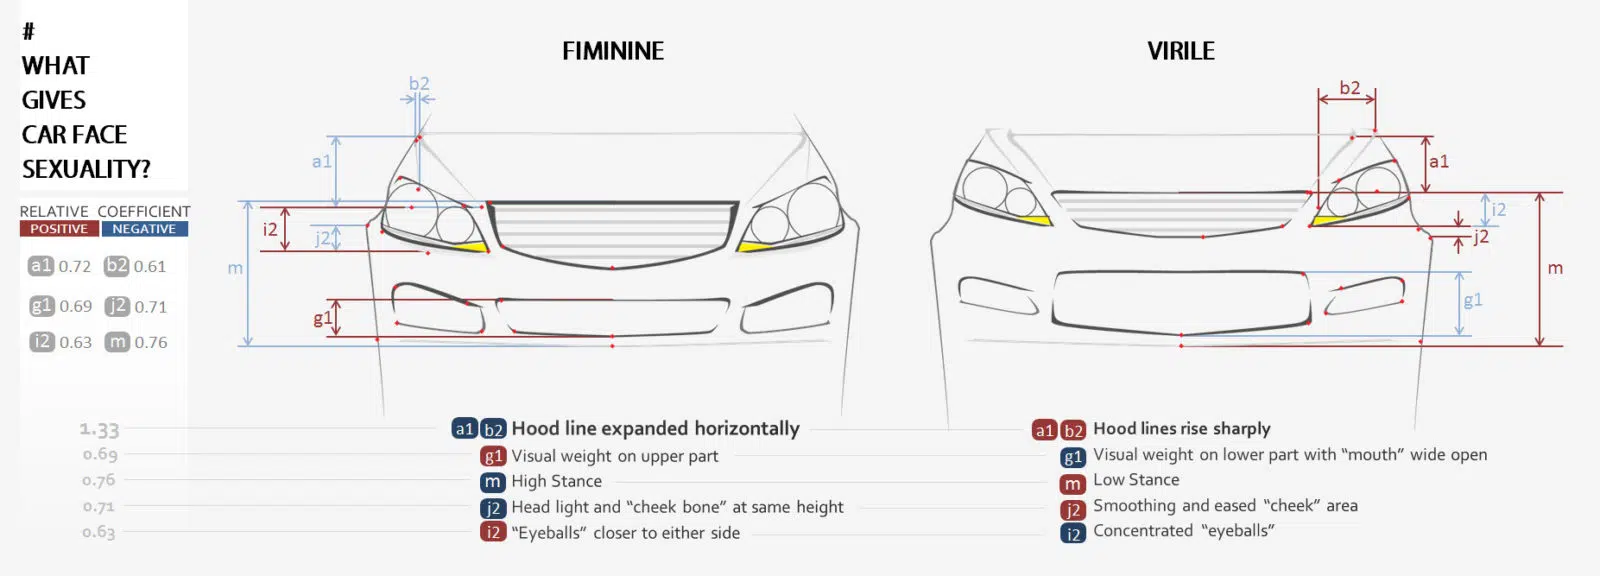 #
WHAT
GIVES
CAR FACE
SEXUALITY?
RELATIVE COEFFICIENT
POSITIVE NEGATIVE
a1 0.72 b2 0.61
g1 0.69 j2 0.71
i2 0.63 m 0.76
FIMININE
b2
a1
i2
j2
m
g1
VIRILE
b2
a1
i2
j2
m
g1
1.33 a1 b2 Hood line expanded horizontally a1 b2 Hood lines rise sharply
0.69 g1 Visual weight on upper part g1 Visual weight on lower part with “mouth” wide open
0.76 m High Stance m Low Stance
0.71 j2 Head light and “cheek bone” at same height j2 Smoothing and eased “cheek” area
0.63 i2 “Eyeballs” closer to either side i2 Concentrated “eyeballs”